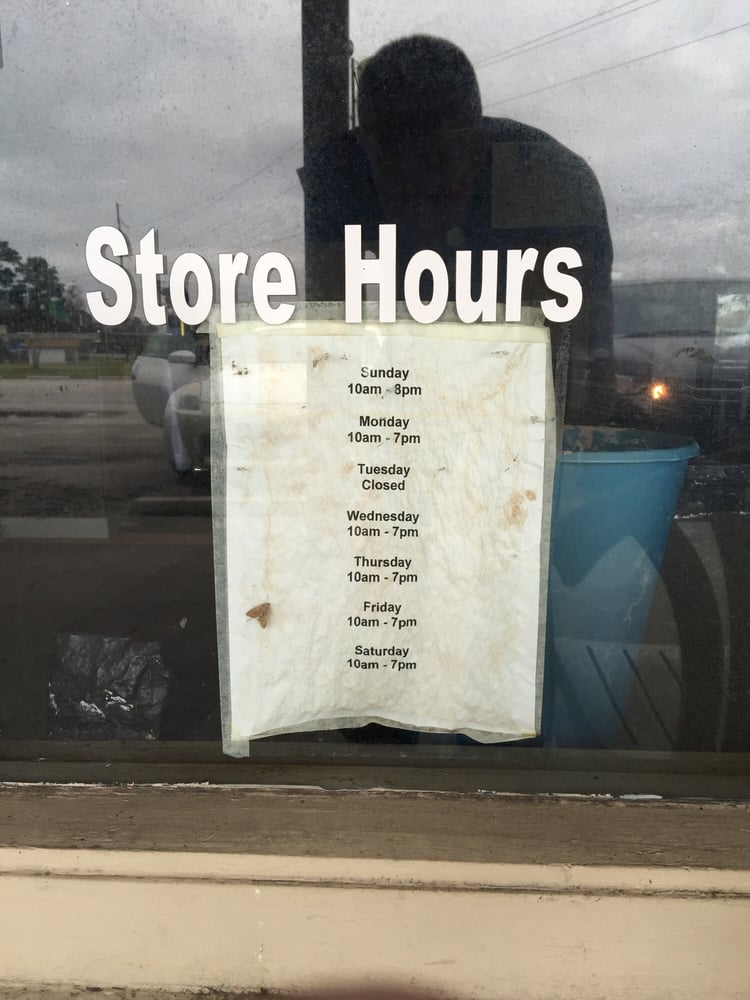 Store Hours
Sunday
10am - 8pm
Monday
10am - 7pm
Tuesday
Closed
Wednesday
10am - 7pm
Thursday
10am - 7pm
Friday
10am - 7pm
Saturday
10am - 7pm